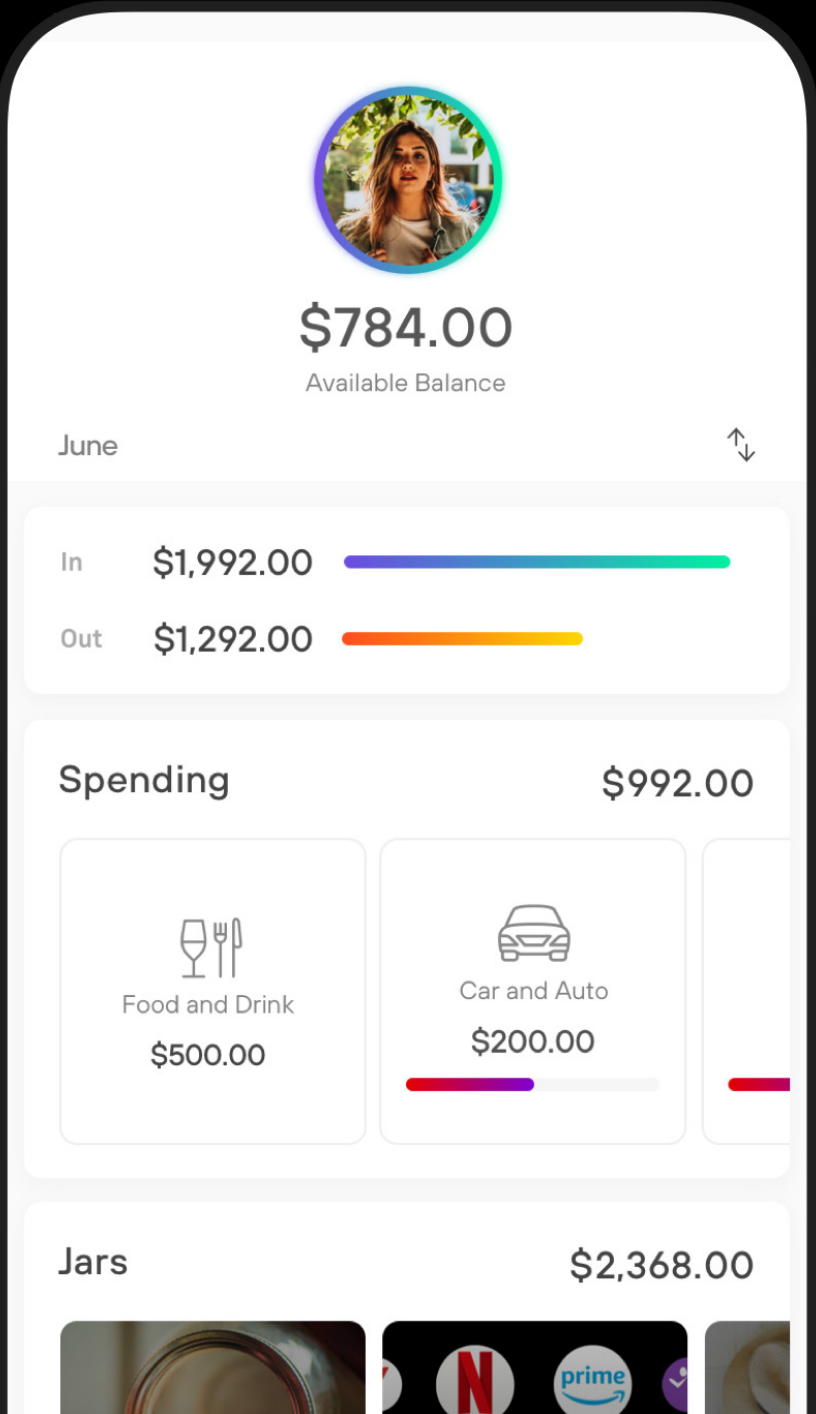 $784.00
Available Balance
June
In $1,992.00
Out $1,292.00
Spending $992.00
Food and Drink
$500.00
Car and Auto
$200.00
Jars $2,368.00
N
prime